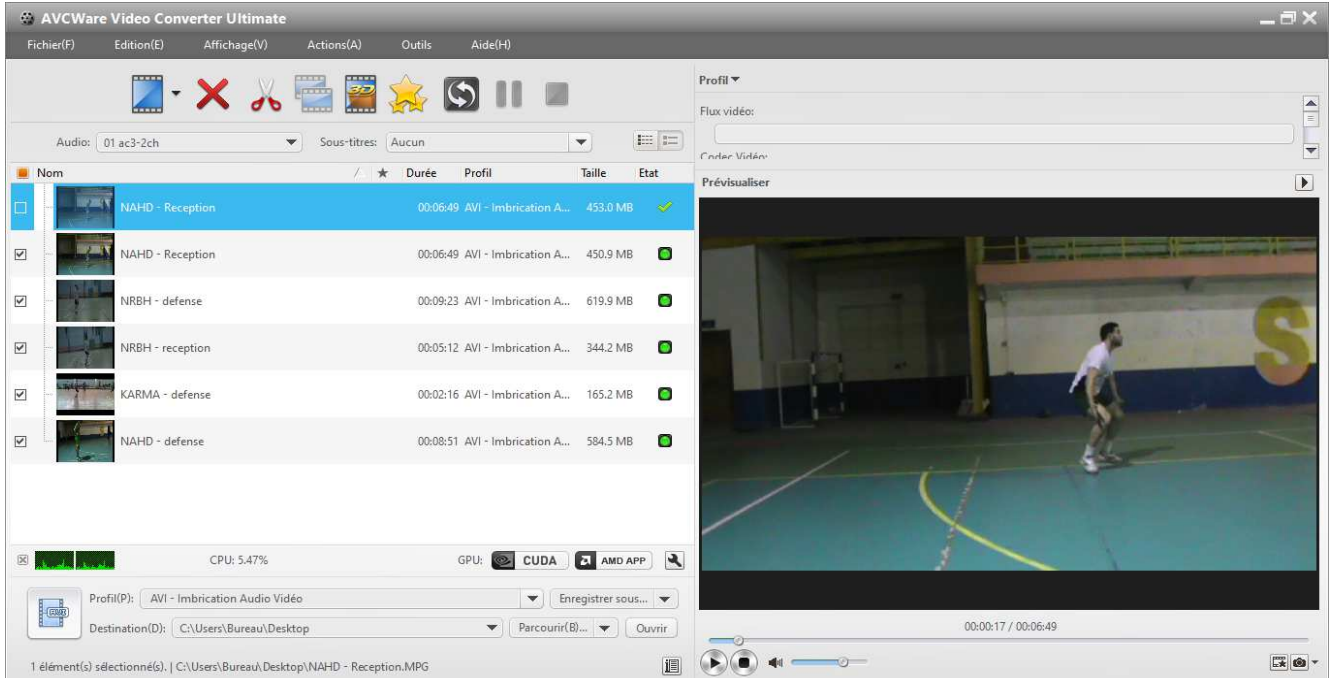 AVCWare Video Converter Ultimate
Fichier(F) Edition(E) Affichage(V) Actions(A) Outils Aide(H)
3D
Audio: 01 ac3-2ch Sous-titres: Aucun
Nom Durée Profil Taille Etat
NAHD - Reception 00:06:49 AVI - Imbrication A... 453.0 MB
NAHD - Reception 00:06:49 AVI - Imbrication A... 450.9 MB
NRBH - defense 00:09:23 AVI - Imbrication A... 619.9 MB
NRBH - reception 00:05:12 AVI - Imbrication A... 344.2 MB
KARMA - defense 00:02:16 AVI - Imbrication A... 165.2 MB
NAHD - defense 00:08:51 AVI - Imbrication A... 584.5 MB
CPU: 5.47% GPU: CUDA AMD APP
Profil(P): AVI - Imbrication Audio Vidéo Enregistrer sous...
Destination(D): C:\Users\Bureau\Desktop Parcourir(B)... Ouvrir
1 élément(s) sélectionné(s). | C:\Users\Bureau\Desktop\NAHD - Reception.MPG
Profil
Flux vidéo:
Codec Vidéo:
Prévisualiser
S
00:00:17 / 00:06:49